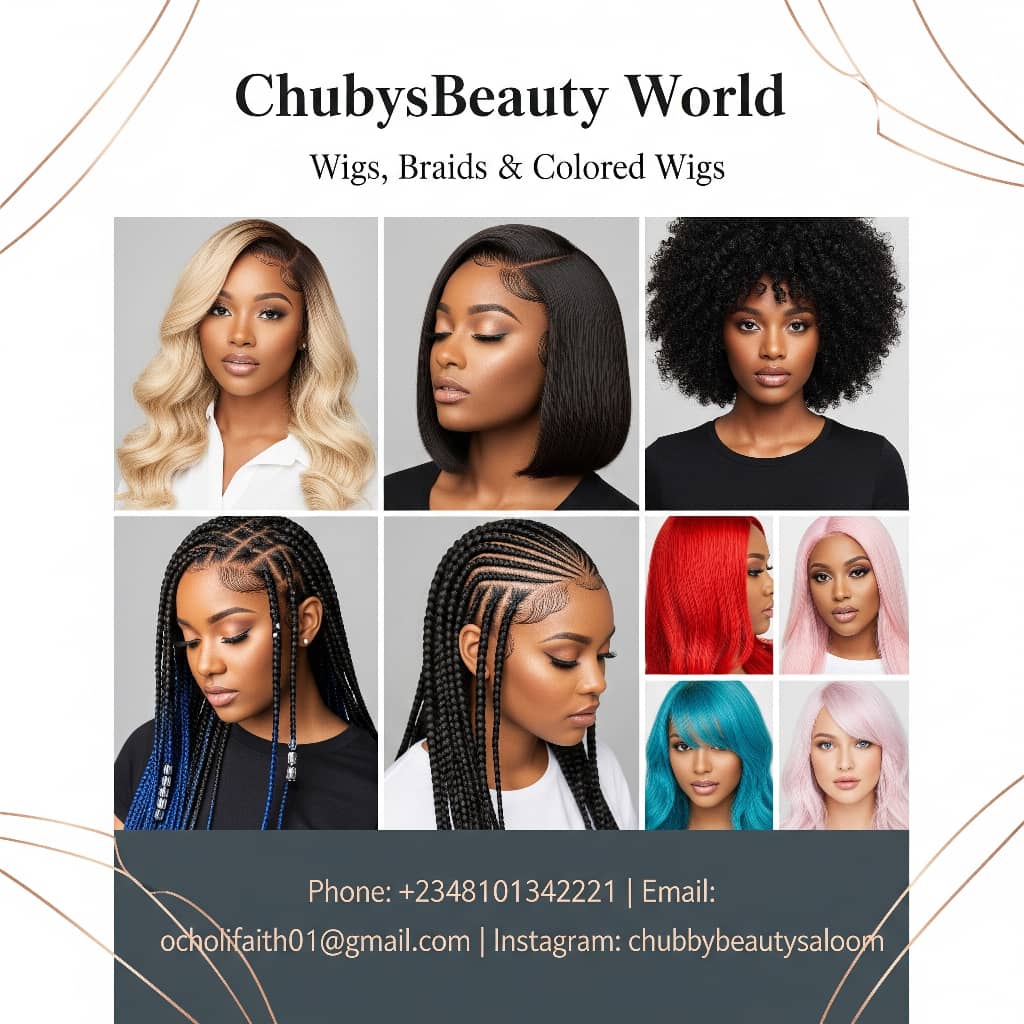 ChubysBeauty World
Wigs, Braids & Colored Wigs
Phone: +2348101342221 | Email:
ocholifaith01@gmail.com | Instagram: chubbybeautysaloom